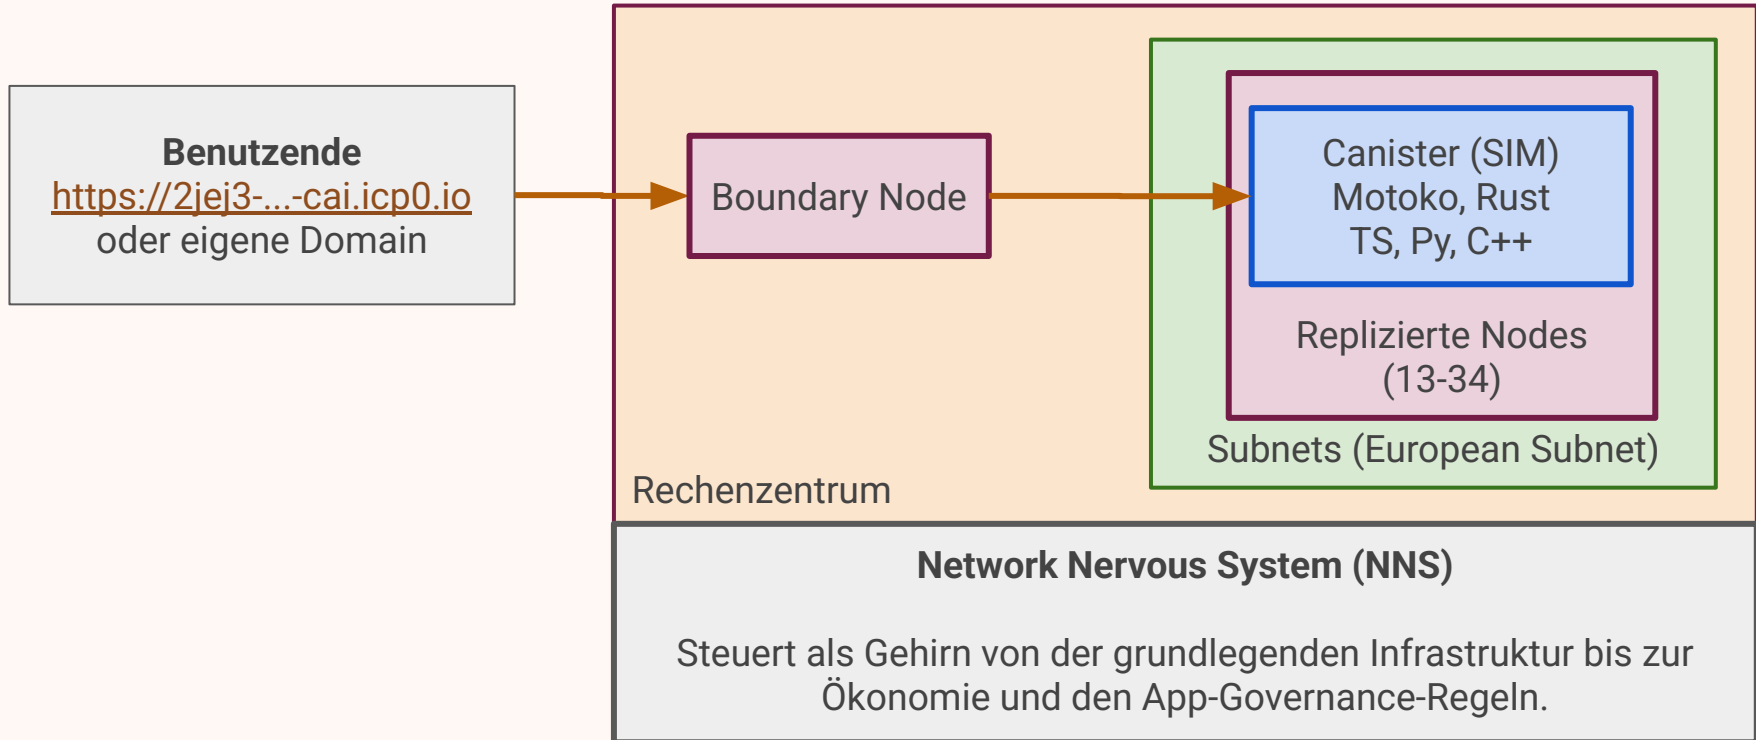 Benutzende
https://2jej3-...-cai.icp0.io
oder eigene Domain
Boundary Node
Canister (SIM)
Motoko, Rust
TS, Py, C++
Replizierte Nodes
(13-34)
Subnets (European Subnet)
Rechenzentrum
Network Nervous System (NNS)
Steuert als Gehirn von der grundlegenden Infrastruktur bis zur
Ökonomie und den App-Governance-Regeln.